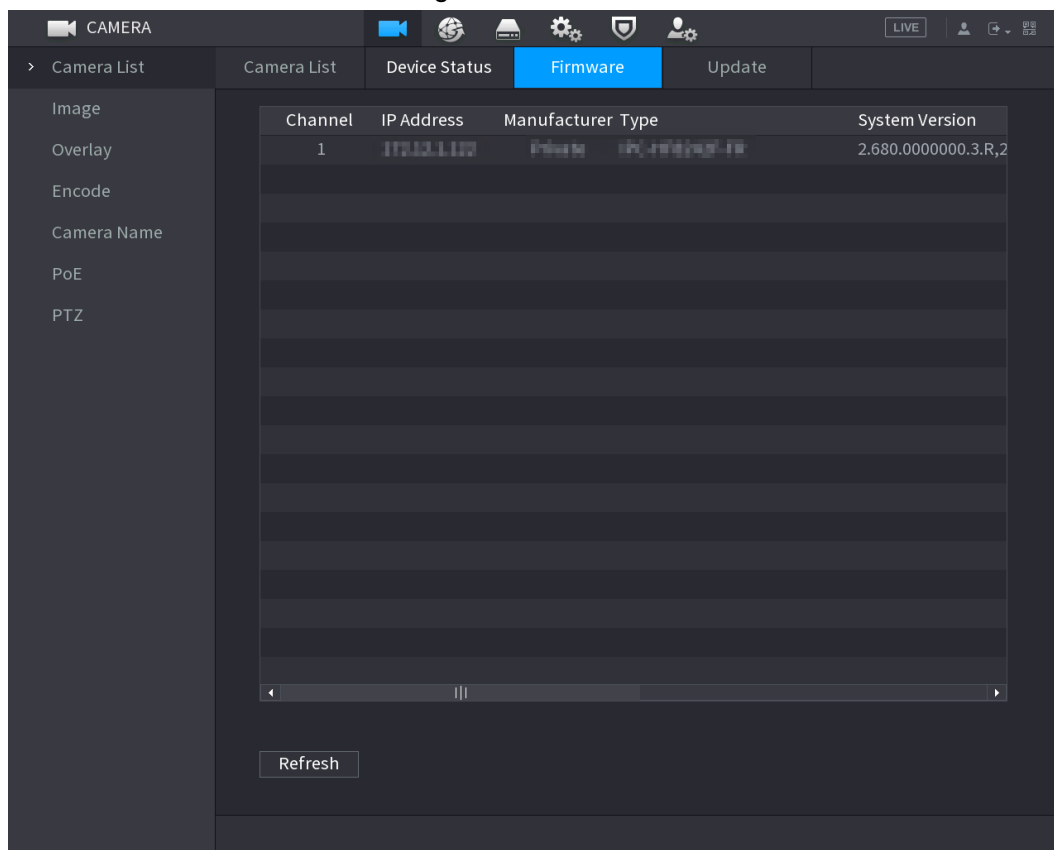 CAMERA
LIVE
Camera List
Image
Overlay
Encode
Camera Name
PoE
PTZ
Camera List Device Status Firmware Update
Channel IP Address Manufacturer Type System Version
1 2.680.0000000.3.R,2
Refresh